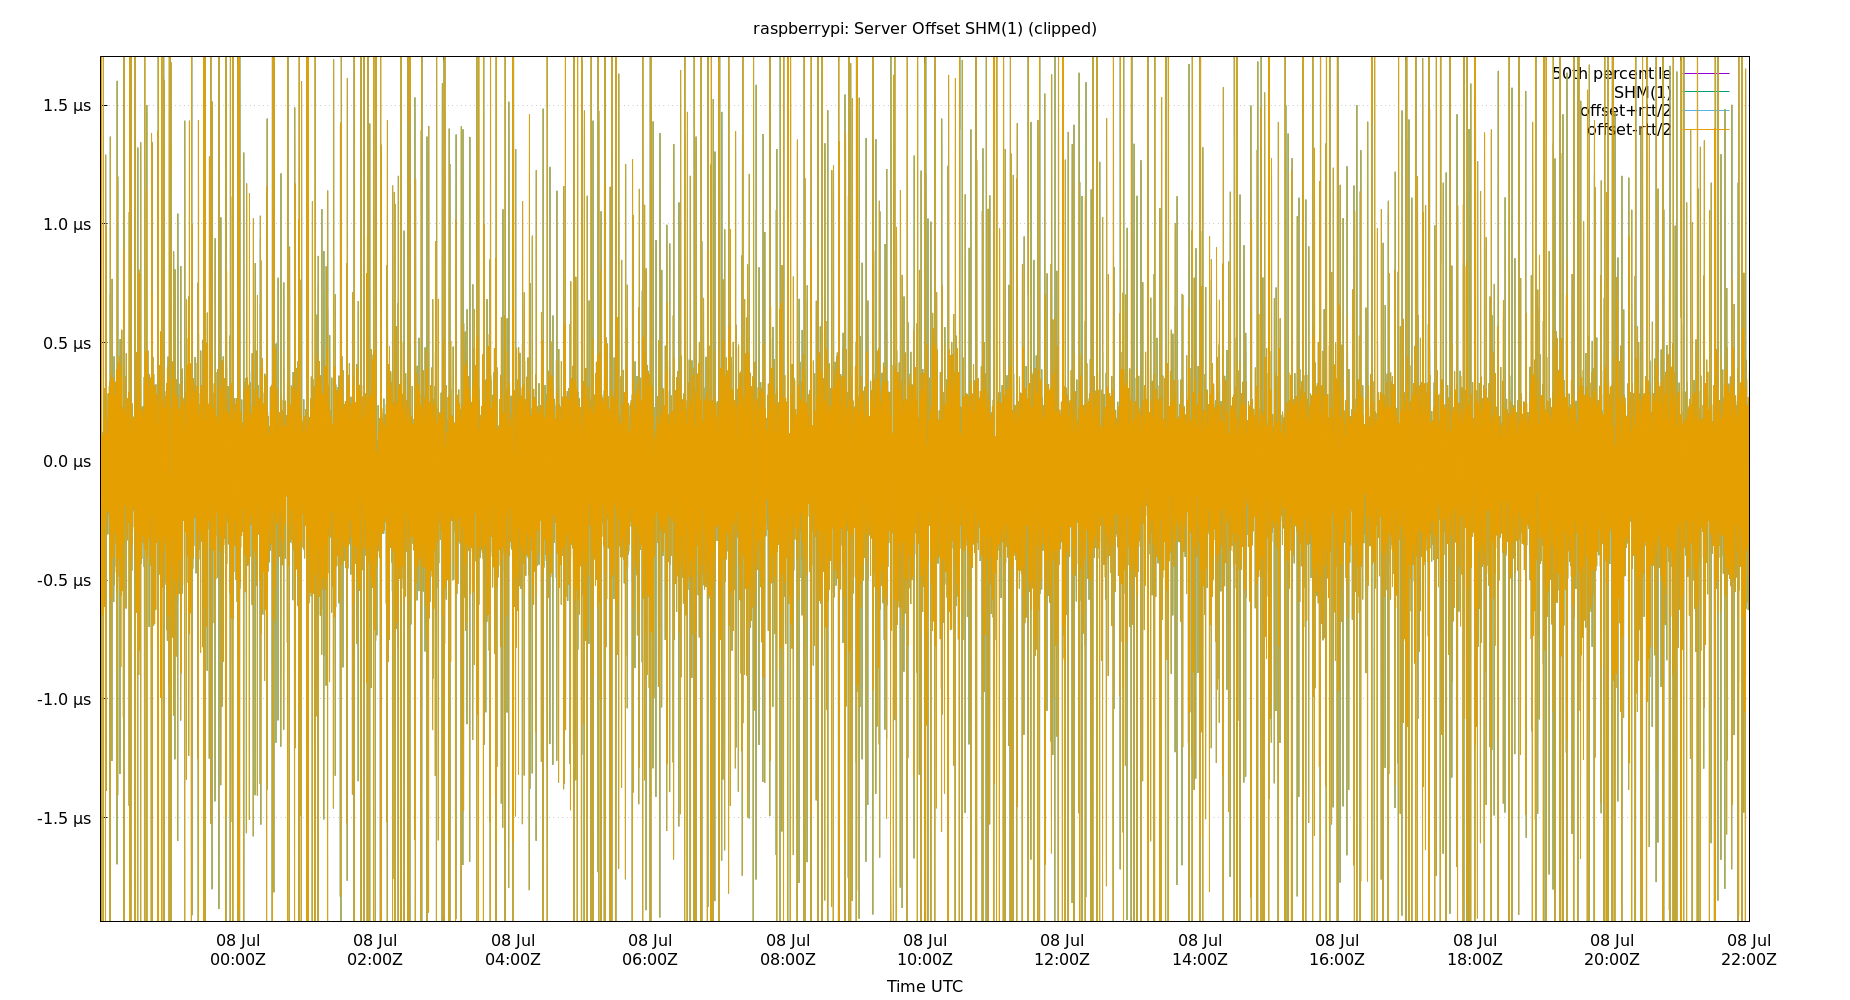 raspberrypi: Server Offset SHM(1) (clipped)
50th percentile
SHM(1)
offset+rtt/2
offset-rtt/2
1.5 µs
1.0 µs
0.5 µs
0.0 µs
-0.5 µs
-1.0 µs
-1.5 µs
08 Jul 08 Jul 08 Jul 08 Jul 08 Jul 08 Jul 08 Jul 08 Jul 08 Jul 08 Jul 08 Jul 08 Jul
00:00Z 02:00Z 04:00Z 06:00Z 08:00Z 10:00Z 12:00Z 14:00Z 16:00Z 18:00Z 20:00Z 22:00Z
Time UTC